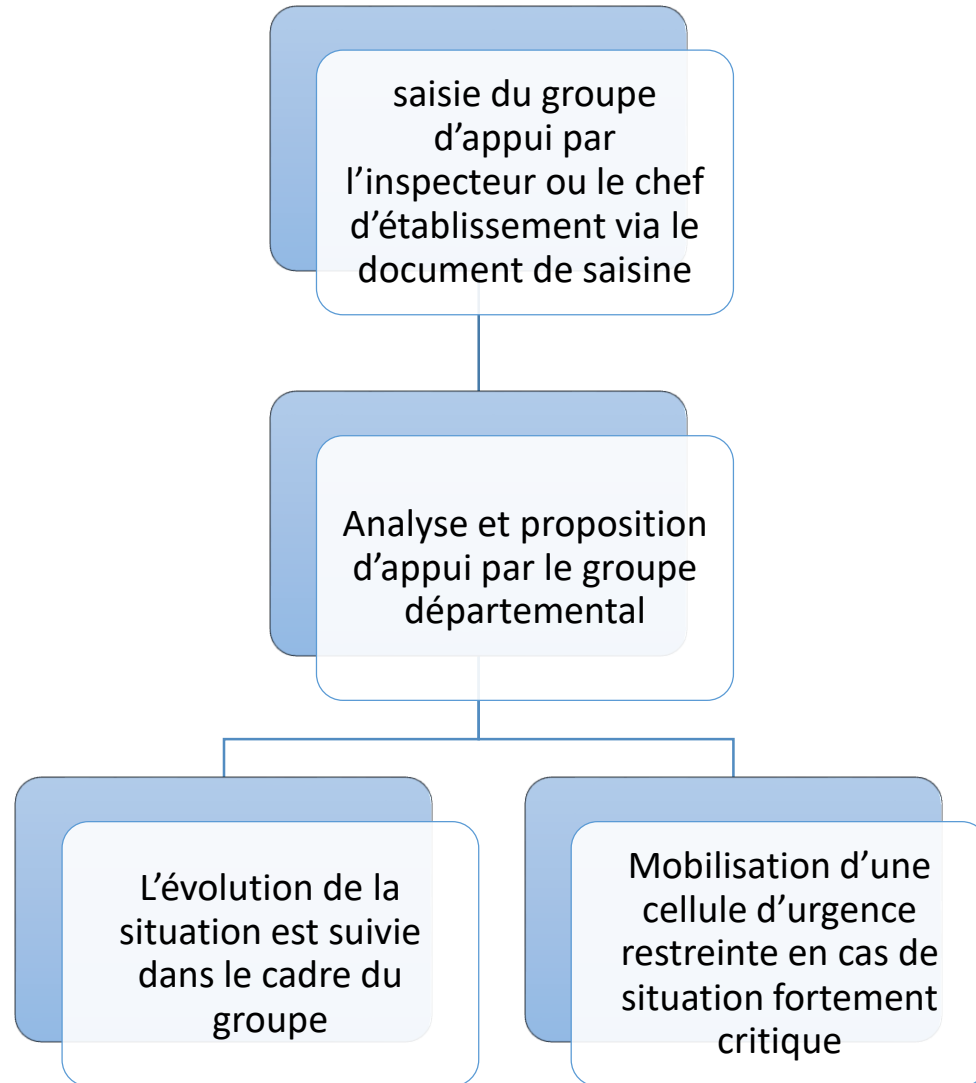 saisie du groupe
d’appui par
l’inspecteur ou le chef
d’établissement via le
document de saisine
Analyse et proposition
d’appui par le groupe
départemental
L’évolution de la
situation est suivie
dans le cadre du
groupe
Mobilisation d’une
cellule d’urgence
restreinte en cas de
situation fortement
critique